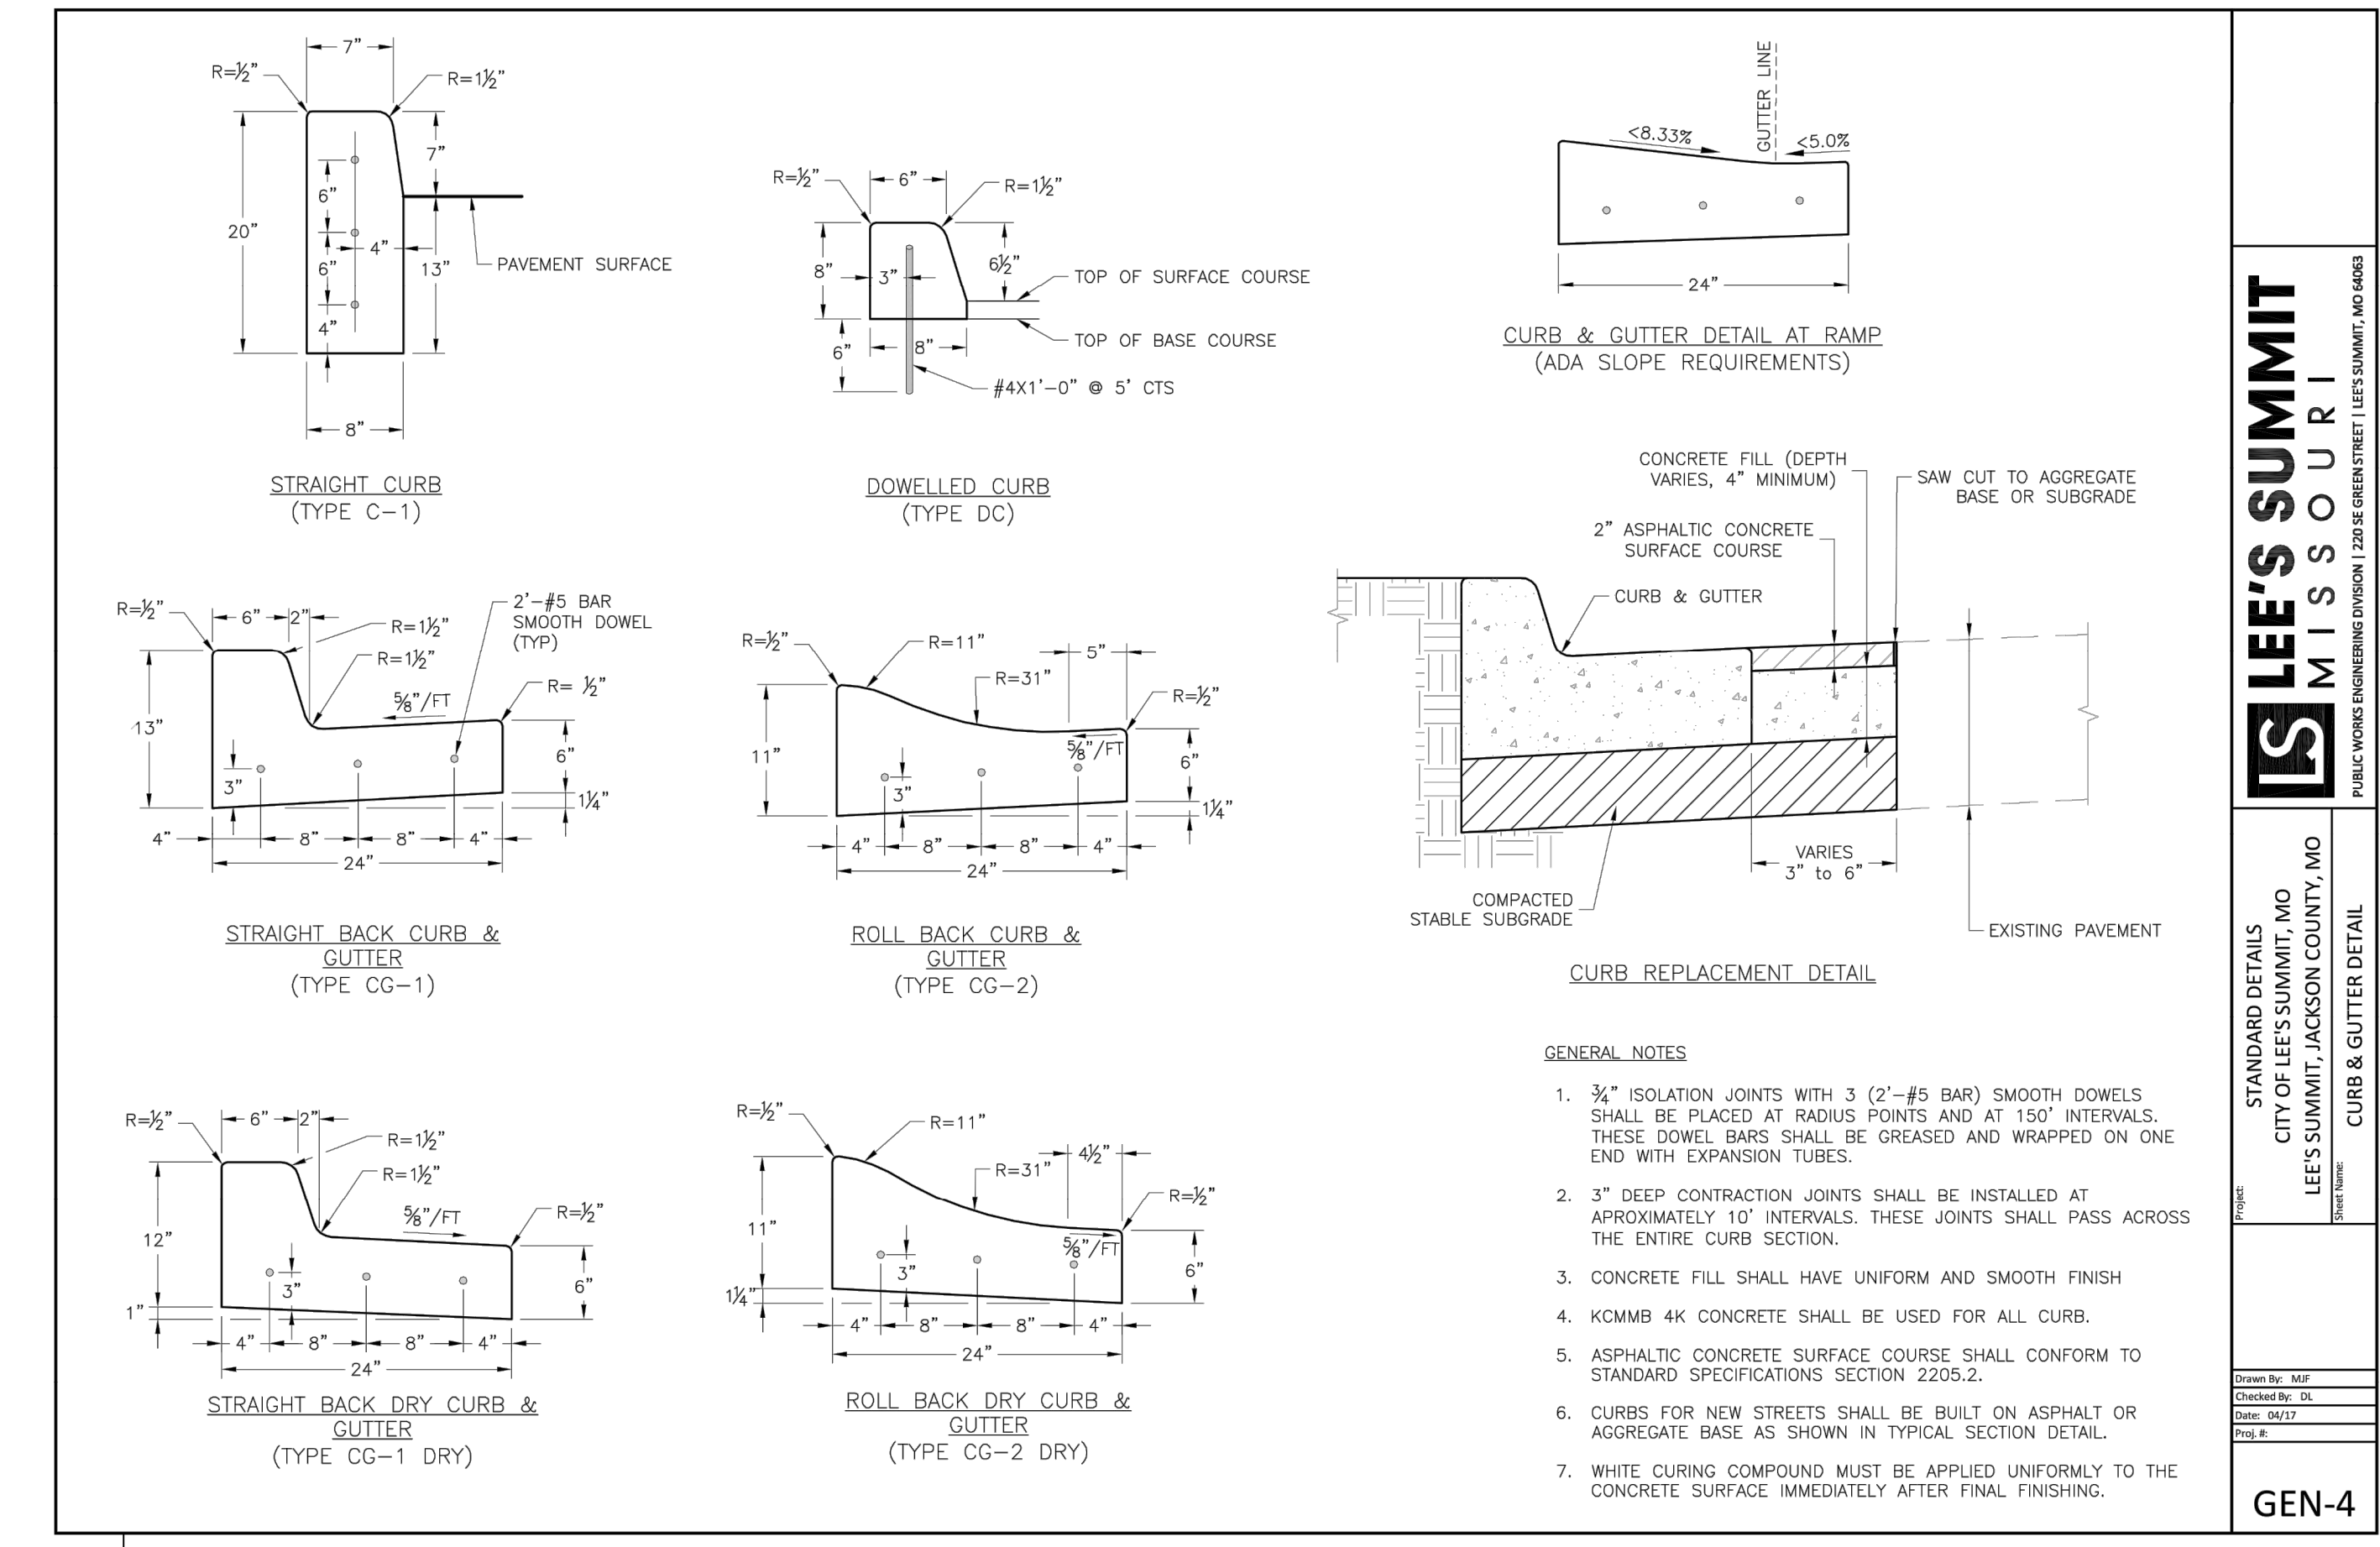 7”
R=½”
R=1½”
7”
6”
20”
4”
6”
13”
PAVEMENT SURFACE
4”
8”
STRAIGHT CURB
(TYPE C–1)
R=½”
6”
R=1½”
8”
3”
6½”
TOP OF SURFACE COURSE
6”
8”
TOP OF BASE COURSE
#4X1’–0” @ 5’ CTS
DOWELLED CURB
(TYPE DC)
GUTTER LINE
<8.33%
<5.0%
24”
CURB & GUTTER DETAIL AT RAMP
(ADA SLOPE REQUIREMENTS)
R=½”
6”
2”
R=1½”
R=1½”
2’–#5 BAR
SMOOTH DOWEL
(TYP)
⅝”/FT
R= ½”
13”
6”
3”
1¼”
4”
8”
8”
4”
24”
STRAIGHT BACK CURB &
GUTTER
(TYPE CG–1)
R=½”
R=11”
5”
R=31”
R=½”
⅝”/FT
11”
6”
3”
1¼”
4”
8”
8”
4”
24”
ROLL BACK CURB &
GUTTER
(TYPE CG–2)
CONCRETE FILL (DEPTH
VARIES, 4” MINIMUM)
SAW CUT TO AGGREGATE
BASE OR SUBGRADE
2” ASPHALTIC CONCRETE
SURFACE COURSE
CURB & GUTTER
VARIES
3” to 6”
COMPACTED
STABLE SUBGRADE
EXISTING PAVEMENT
CURB REPLACEMENT DETAIL
R=½”
6”
2”
R=1½”
R=1½”
⅝”/FT
R=½”
12”
3”
6”
1”
4”
8”
8”
4”
24”
STRAIGHT BACK DRY CURB &
GUTTER
(TYPE CG–1 DRY)
R=½”
R=11”
4½”
R=31”
R=½”
11”
⅝”/FT
3”
6”
1¼”
4”
8”
8”
4”
24”
ROLL BACK DRY CURB &
GUTTER
(TYPE CG–2 DRY)
GENERAL NOTES
1. ¾” ISOLATION JOINTS WITH 3 (2’–#5 BAR) SMOOTH DOWELS
SHALL BE PLACED AT RADIUS POINTS AND AT 150’ INTERVALS.
THESE DOWEL BARS SHALL BE GREASED AND WRAPPED ON ONE
END WITH EXPANSION TUBES.
2. 3” DEEP CONTRACTION JOINTS SHALL BE INSTALLED AT
APROXIMATELY 10’ INTERVALS. THESE JOINTS SHALL PASS ACROSS
THE ENTIRE CURB SECTION.
3. CONCRETE FILL SHALL HAVE UNIFORM AND SMOOTH FINISH
4. KCMMB 4K CONCRETE SHALL BE USED FOR ALL CURB.
5. ASPHALTIC CONCRETE SURFACE COURSE SHALL CONFORM TO
STANDARD SPECIFICATIONS SECTION 2205.2.
6. CURBS FOR NEW STREETS SHALL BE BUILT ON ASPHALT OR
AGGREGATE BASE AS SHOWN IN TYPICAL SECTION DETAIL.
7. WHITE CURING COMPOUND MUST BE APPLIED UNIFORMLY TO THE
CONCRETE SURFACE IMMEDIATELY AFTER FINAL FINISHING.
LS
LEE'S SUMMIT
MISSOURI
PUBLIC WORKS ENGINEERING DIVISION | 220 SE GREEN STREET | LEE'S SUMMIT, MO 64063
Project:
STANDARD DETAILS
CITY OF LEE'S SUMMIT, MO
LEE'S SUMMIT, JACKSON COUNTY, MO
Sheet Name:
CURB & GUTTER DETAIL
Drawn By: MJF
Checked By: DL
Date: 04/17
Proj. #:
GEN-4